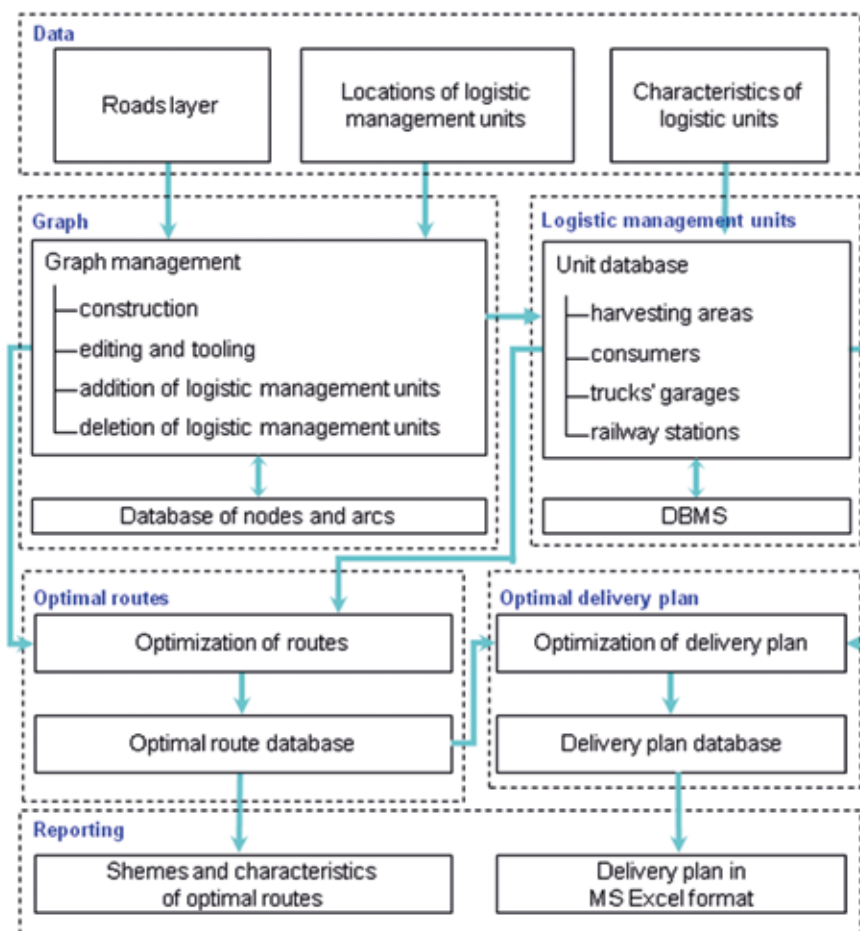 Data
Roads layer
Locations of logistic
management units
Characteristics of
logistic units
Graph
Graph management
construction
editing and tooling
addition of logistic management units
deletion of logistic management units
Database of nodes and arcs
Logistic management units
Unit database
harvesting areas
consumers
trucks' garages
railway stations
DBMS
Optimal routes
Optimization of routes
Optimal route database
Optimal delivery plan
Optimization of delivery plan
Delivery plan database
Reporting
Shemes and characteristics
of optimal routes
Delivery plan in
MS Excel format